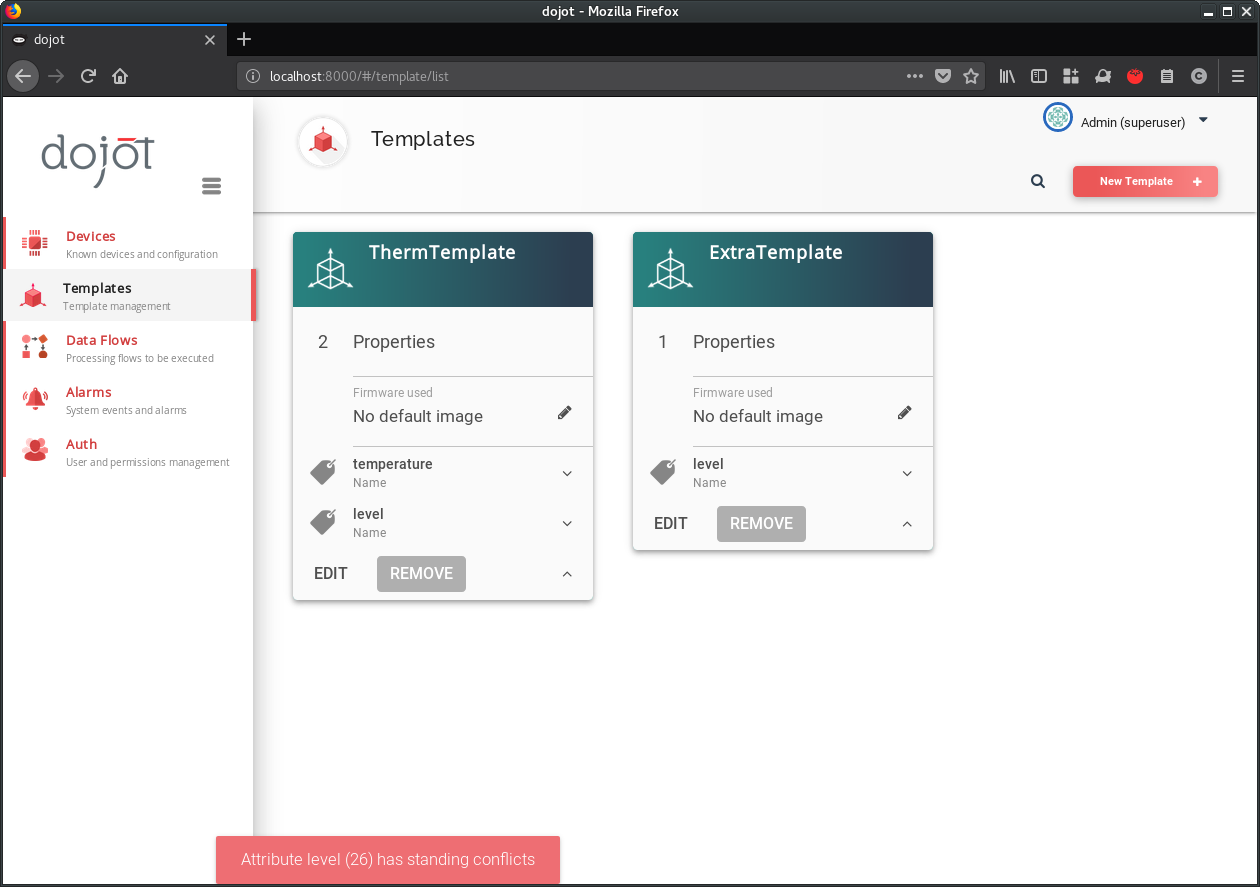 dojot - Mozilla Firefox
dojot
localhost:8000/#/template/list
dojot
Templates
Admin (superuser)
New Template +
Devices
Known devices and configuration
Templates
Template management
Data Flows
Processing flows to be executed
Alarms
System events and alarms
Auth
User and permissions management
ThermTemplate
2 Properties
Firmware used
No default image
temperature
Name
level
Name
EDIT REMOVE
ExtraTemplate
1 Properties
Firmware used
No default image
level
Name
EDIT REMOVE
Attribute level (26) has standing conflicts